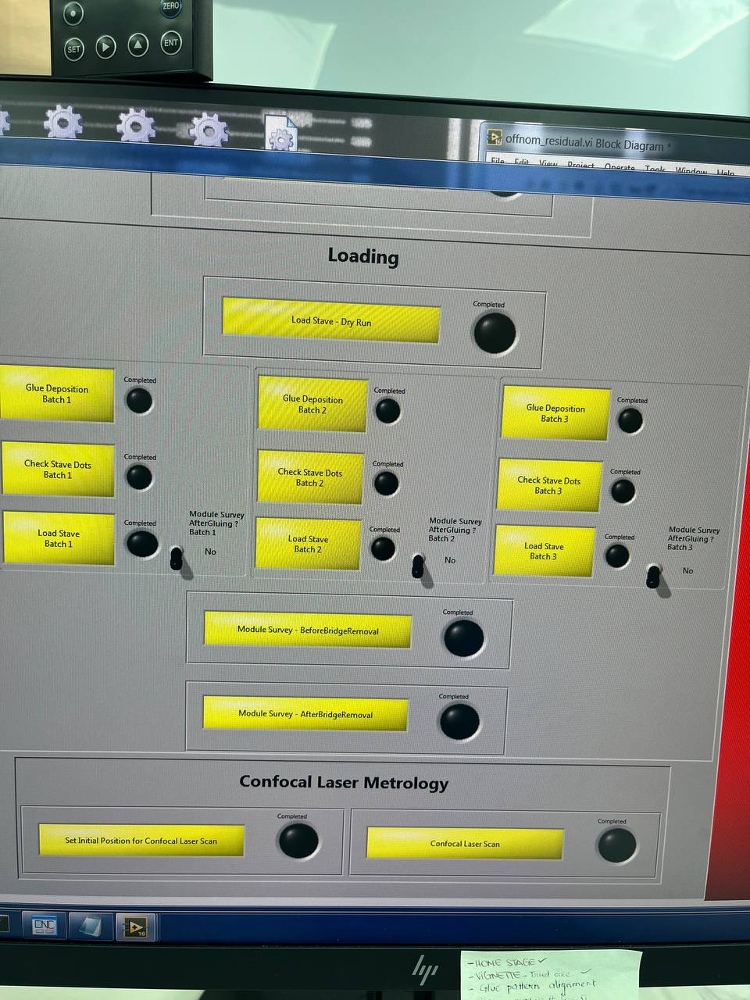 ZERO
SET
ENT
offnom_residual.vi Block Diagram *
File Edit View Project Operate Tools Window Help
Loading
Load Stave - Dry Run
Completed
Glue Deposition
Batch 1
Completed
Check Stave Dots
Batch 1
Completed
Load Stave
Batch 1
Completed
Module Survey
AfterGluing ?
Batch 1
No
Glue Deposition
Batch 2
Completed
Check Stave Dots
Batch 2
Completed
Load Stave
Batch 2
Completed
Module Survey
AfterGluing ?
Batch 2
No
Glue Deposition
Batch 3
Completed
Check Stave Dots
Batch 3
Completed
Load Stave
Batch 3
Completed
Module Survey
AfterGluing ?
Batch 3
No
Module Survey - BeforeBridgeRemoval
Completed
Module Survey - AfterBridgeRemoval
Completed
Confocal Laser Metrology
Set Initial Position for Confocal Laser Scan
Completed
Confocal Laser Scan
Completed
CNC
16
hp
- HOME STAGE ✓
- VIGNETTE - Tried one ✓
- Glue pattern alignment